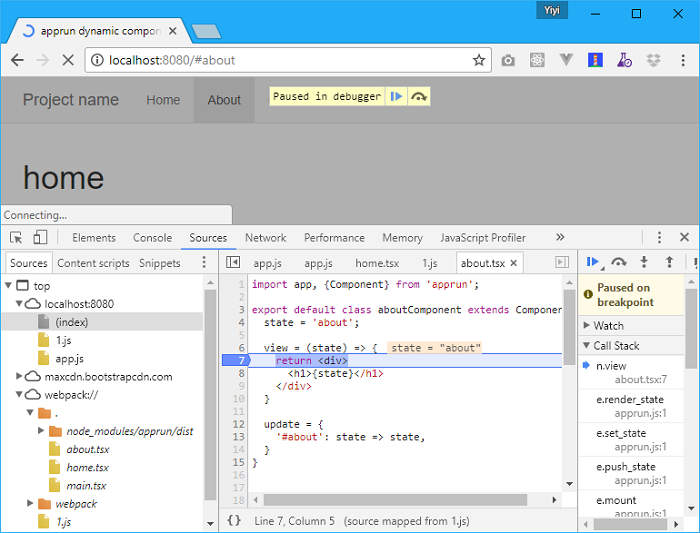 Yiyi
apprun dynamic compon
localhost:8080/#about
Project name Home About Paused in debugger
home
Connecting...
Elements Console Sources Network Performance Memory JavaScript Profiler »
Sources Content scripts Snippets
app.js app.js home.tsx 1.js about.tsx
top
localhost:8080
(index)
1.js
app.js
maxcdn.bootstrapcdn.com
webpack://
.
node_modules/apprun/dist
about.tsx
home.tsx
main.tsx
webpack
1.js
1 import app, {Component} from 'apprun';
2
3 export default class aboutComponent extends Componen
4 state = 'about';
5
6 view = (state) => { state = "about"
7 return <div>
8 <h1>{state}</h1>
9 </div>
10 }
11
12 update = {
13 '#about': state => state,
14 }
15 }
16
17
18
{} Line 7, Column 5 (source mapped from 1.js)
Paused on
breakpoint
Watch
Call Stack
n.view
about.tsx:7
e.render_state
apprun.js:1
e.set_state
apprun.js:1
e.push_state
apprun.js:1
e.mount
apprun.js:1